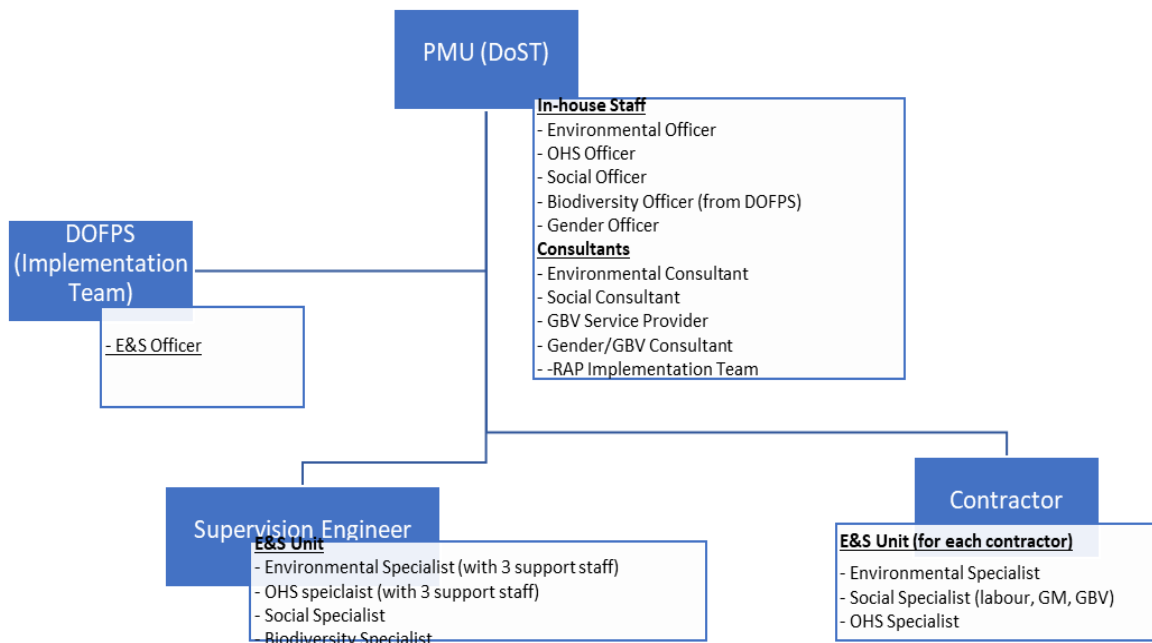 PMU (DoST)
In-house Staff
- Environmental Officer
- OHS Officer
- Social Officer
- Biodiversity Officer (from DOFPS)
- Gender Officer
Consultants
- Environmental Consultant
- Social Consultant
- GBV Service Provider
- Gender/GBV Consultant
- -RAP Implementation Team
DOFPS
(Implementation
Team)
- E&S Officer
Supervision Engineer
E&S Unit
- Environmental Specialist (with 3 support staff)
- OHS speiclaist (with 3 support staff)
- Social Specialist
- Biodiversity Specialist
Contractor
E&S Unit (for each contractor)
- Environmental Specialist
- Social Specialist (labour, GM, GBV)
- OHS Specialist